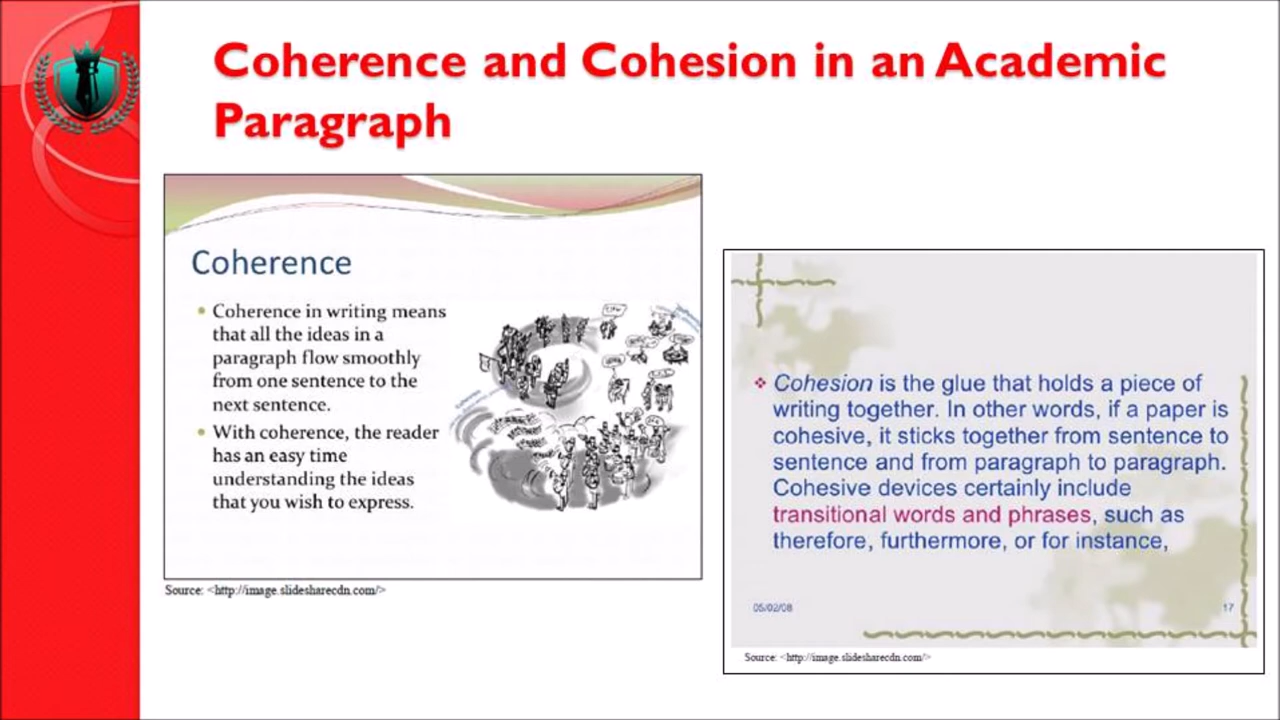 Coherence and Cohesion in an Academic
Paragraph
Coherence
• Coherence in writing means
that all the ideas in a
paragraph flow smoothly
from one sentence to the
next sentence.
• With coherence, the reader
has an easy time
understanding the ideas
that you wish to express.
Source: <http://image.slidesharecdn.com/>
❖ Cohesion is the glue that holds a piece of
writing together. In other words, if a paper is
cohesive, it sticks together from sentence to
sentence and from paragraph to paragraph.
Cohesive devices certainly include
transitional words and phrases, such as
therefore, furthermore, or for instance,
05/02/08
17
Source: <http://image.slidesharecdn.com/>